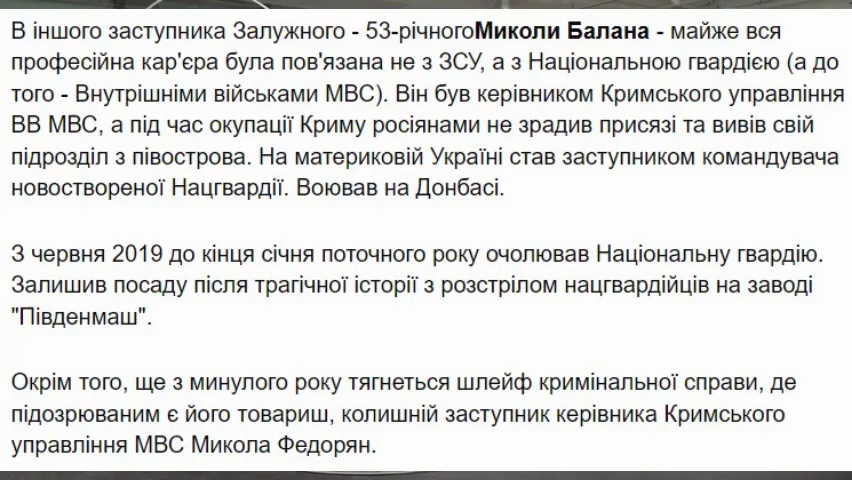 В іншого заступника Залужного - 53-річногоМиколи Балана - майже вся
професійна кар'єра була пов'язана не з ЗСУ, а з Національною гвардією (а до
того - Внутрішніми військами МВС). Він був керівником Кримського управління
ВВ МВС, а під час окупації Криму росіянами не зрадив присязі та вивів свій
підрозділ з півострова. На материковій Україні став заступником командувача
новоствореної Нацгвардії. Воював на Донбасі.
З червня 2019 до кінця січня поточного року очолював Національну гвардію.
Залишив посаду після трагічної історії з розстрілом нацгвардійців на заводі
"Південмаш".
Окрім того, ще з минулого року тягнеться шлейф кримінальної справи, де
підозрюваним є його товариш, колишній заступник керівника Кримського
управління МВС Микола Федорян.